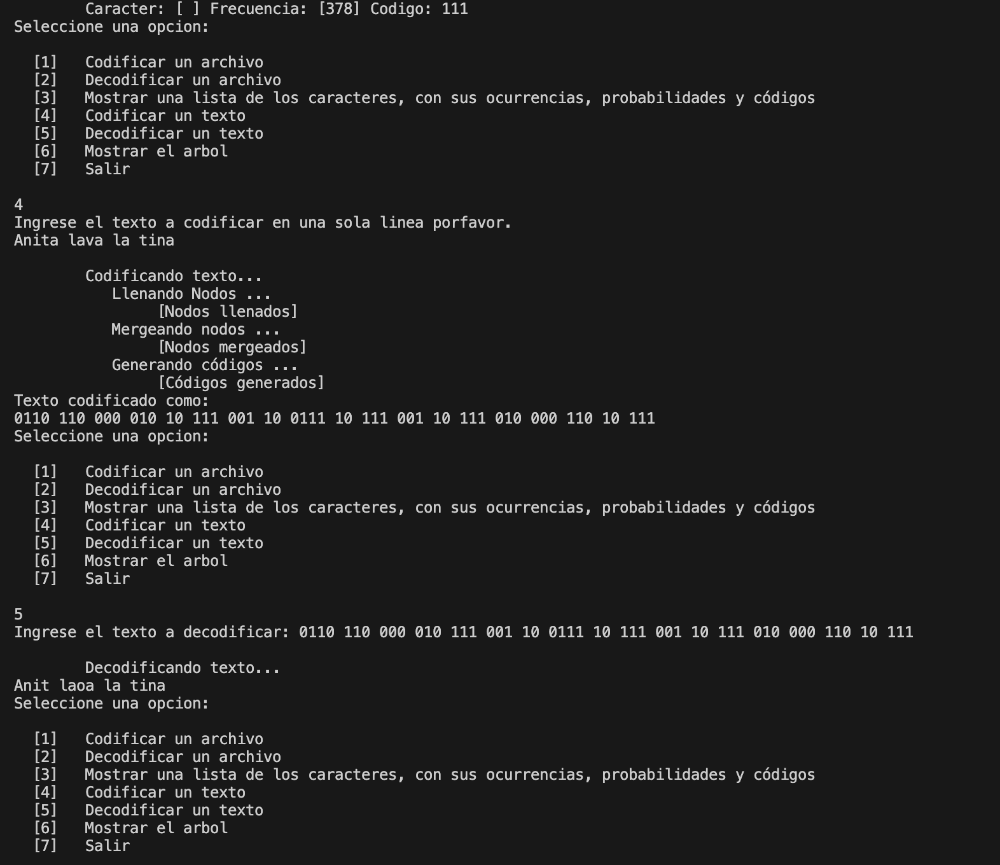 Caracter: [ ] Frecuencia: [378] Codigo: 111
Seleccione una opcion:
[1] Codificar un archivo
[2] Decodificar un archivo
[3] Mostrar una lista de los caracteres, con sus ocurrencias, probabilidades y códigos
[4] Codificar un texto
[5] Decodificar un texto
[6] Mostrar el arbol
[7] Salir
4
Ingrese el texto a codificar en una sola linea porfavor.
Anita lava la tina
Codificando texto...
Llenando Nodos ...
[Nodos llenados]
Mergeando nodos ...
[Nodos mergeados]
Generando códigos ...
[Códigos generados]
Texto codificado como:
0110 110 000 010 10 111 001 10 0111 10 111 001 10 111 010 000 110 10 111
Seleccione una opcion:
[1] Codificar un archivo
[2] Decodificar un archivo
[3] Mostrar una lista de los caracteres, con sus ocurrencias, probabilidades y códigos
[4] Codificar un texto
[5] Decodificar un texto
[6] Mostrar el arbol
[7] Salir
5
Ingrese el texto a decodificar: 0110 110 000 010 111 001 10 0111 10 111 001 10 111 010 000 110 10 111
Decodificando texto...
Anit laoa la tina
Seleccione una opcion:
[1] Codificar un archivo
[2] Decodificar un archivo
[3] Mostrar una lista de los caracteres, con sus ocurrencias, probabilidades y códigos
[4] Codificar un texto
[5] Decodificar un texto
[6] Mostrar el arbol
[7] Salir